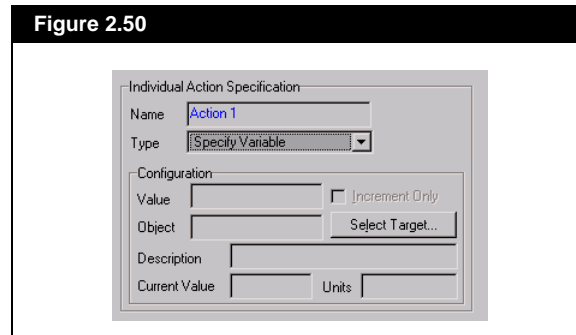 Figure 2.50
Individual Action Specification
Name Action 1
Type Specify Variable
Configuration
Value Increment Only
Object Select Target...
Description
Current Value Units